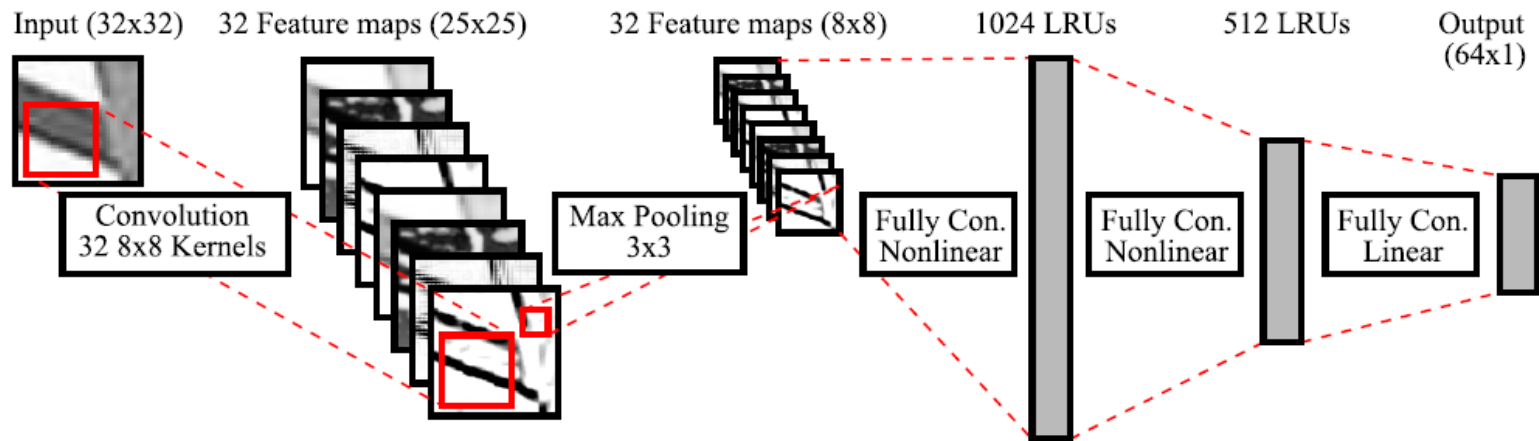 Input (32x32)
32 Feature maps (25x25)
32 Feature maps (8x8)
1024 LRUs
512 LRUs
Output
(64x1)
Convolution
32 8x8 Kernels
Max Pooling
3x3
Fully Con.
Nonlinear
Fully Con.
Nonlinear
Fully Con.
Linear